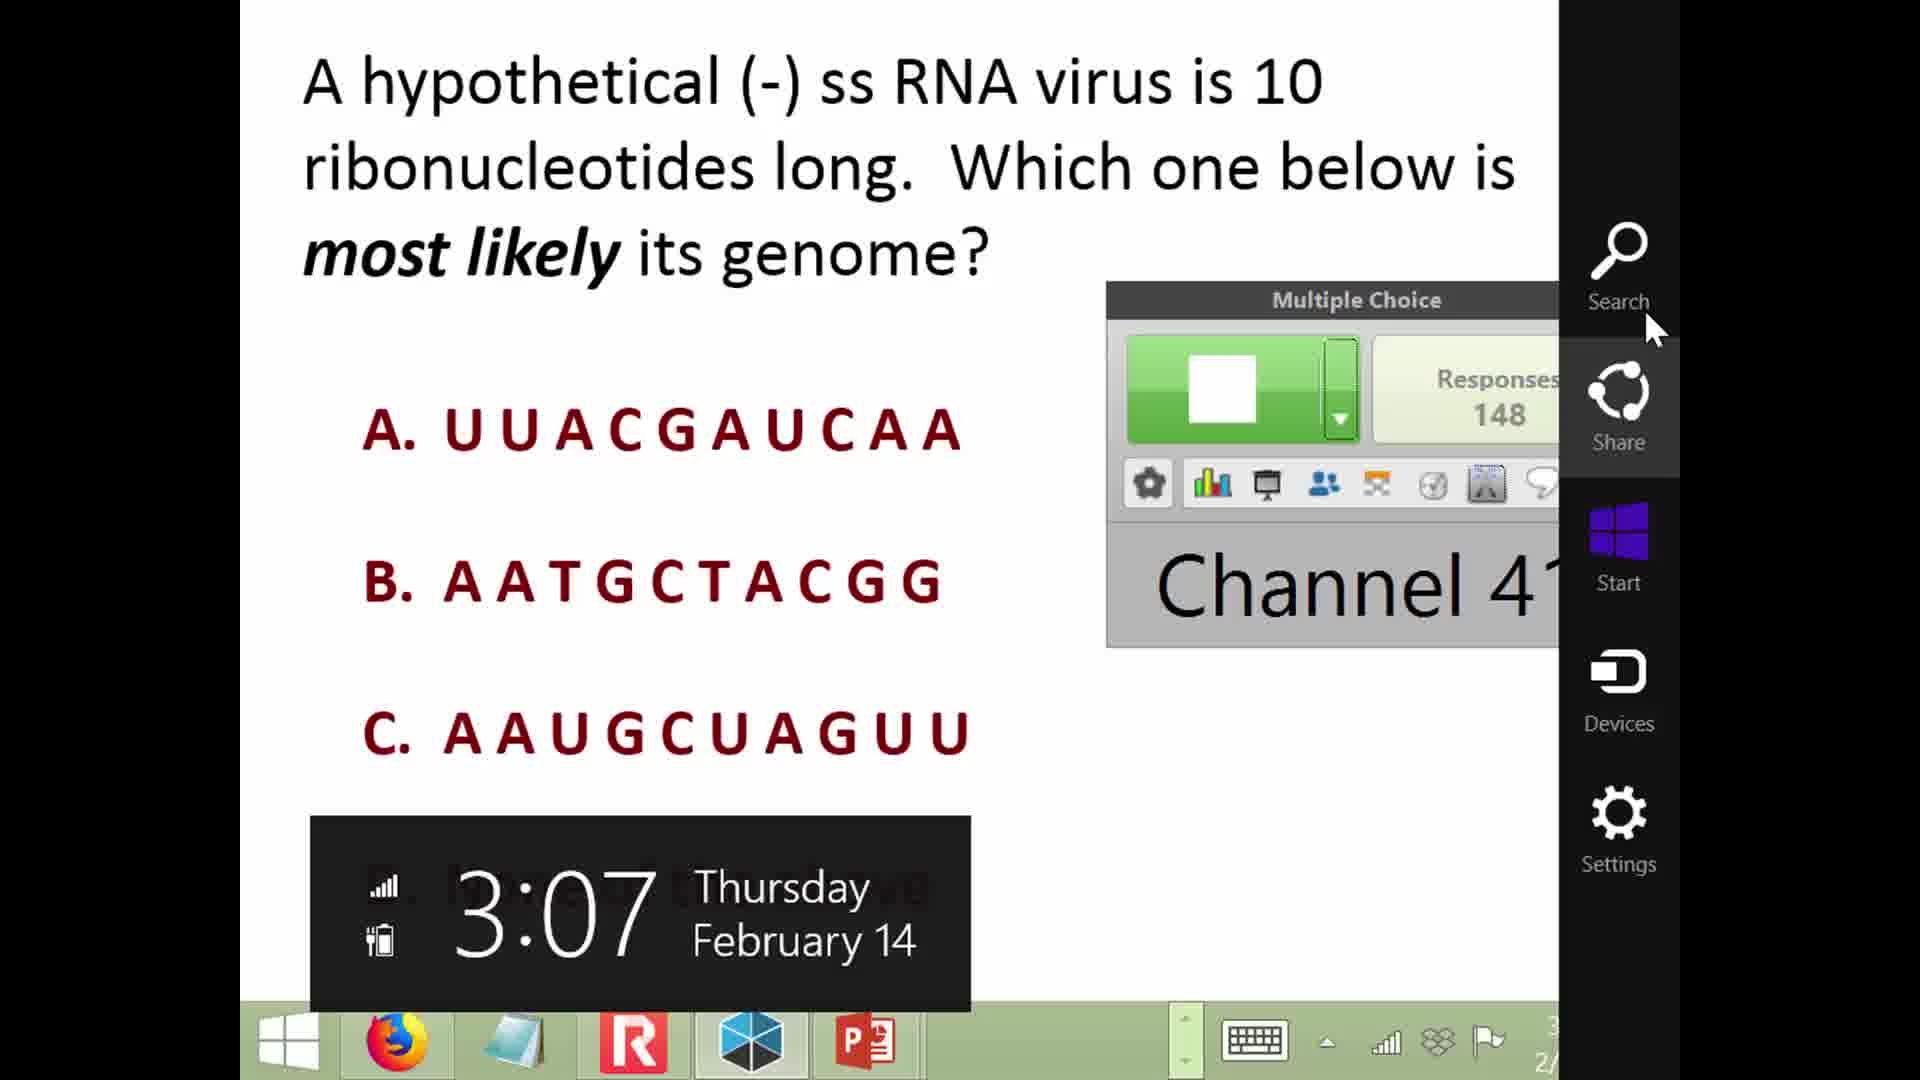 A hypothetical (-) ss RNA virus is 10
ribonucleotides long. Which one below is
most likely its genome?
Multiple Choice
Responses
148
Channel 41
A. U U A C G A U C A A
B. A A T G C T A C G G
C. A A U G C U A G U U
3:07
Thursday
February 14
Search
Share
Start
Devices
Settings
3
2/